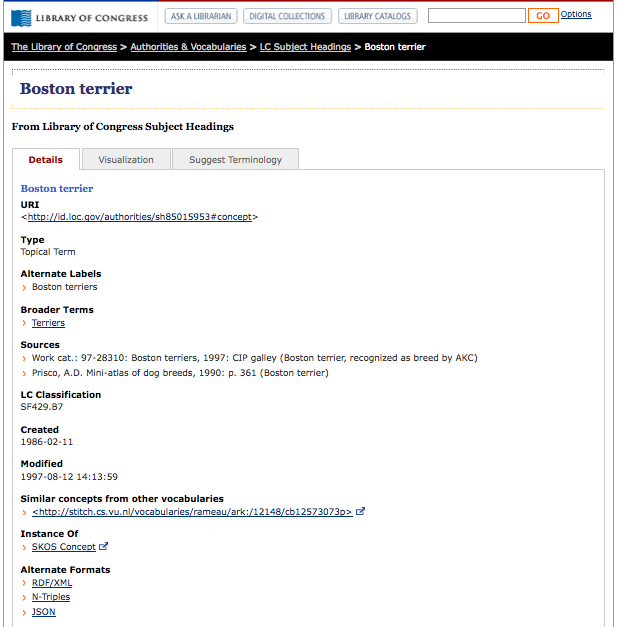 LIBRARY OF CONGRESS
ASK A LIBRARIAN
DIGITAL COLLECTIONS
LIBRARY CATALOGS
GO
Options
The Library of Congress > Authorities & Vocabularies > LC Subject Headings > Boston terrier
Boston terrier
From Library of Congress Subject Headings
Details
Visualization
Suggest Terminology
Boston terrier
URI
<http://id.loc.gov/authorities/sh85015953#concept>
Type
Topical Term
Alternate Labels
Boston terriers
Broader Terms
Terriers
Sources
Work cat.: 97-28310: Boston terriers, 1997: CIP galley (Boston terrier, recognized as breed by AKC)
Prisco, A.D. Mini-atlas of dog breeds, 1990: p. 361 (Boston terrier)
LC Classification
SF429.B7
Created
1986-02-11
Modified
1997-08-12 14:13:59
Similar concepts from other vocabularies
<http://stitch.cs.vu.nl/vocabularies/rameau/ark:/12148/cb12573073p>
Instance Of
SKOS Concept
Alternate Formats
RDF/XML
N-Triples
JSON